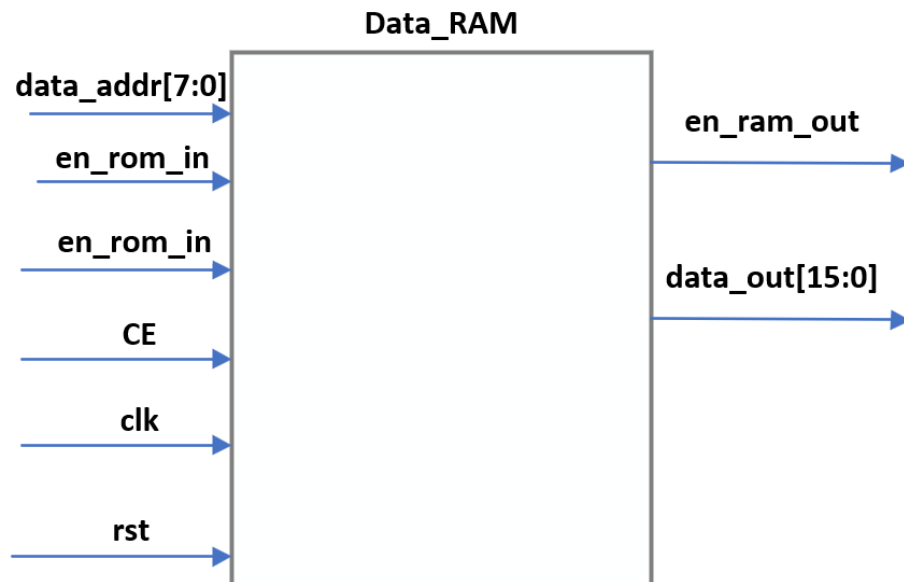 Data_RAM
data_addr[7:0]
en_rom_in
en_rom_in
CE
clk
rst
en_ram_out
data_out[15:0]